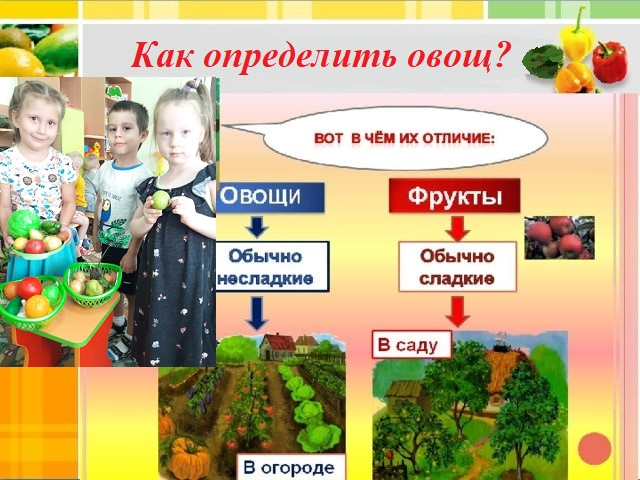 Как определить овощ?
ВОТ В ЧЁМ ИХ ОТЛИЧИЕ:
ОВОЩИ
Фрукты
Обычно
несладкие
Обычно
сладкие
В саду
В огороде